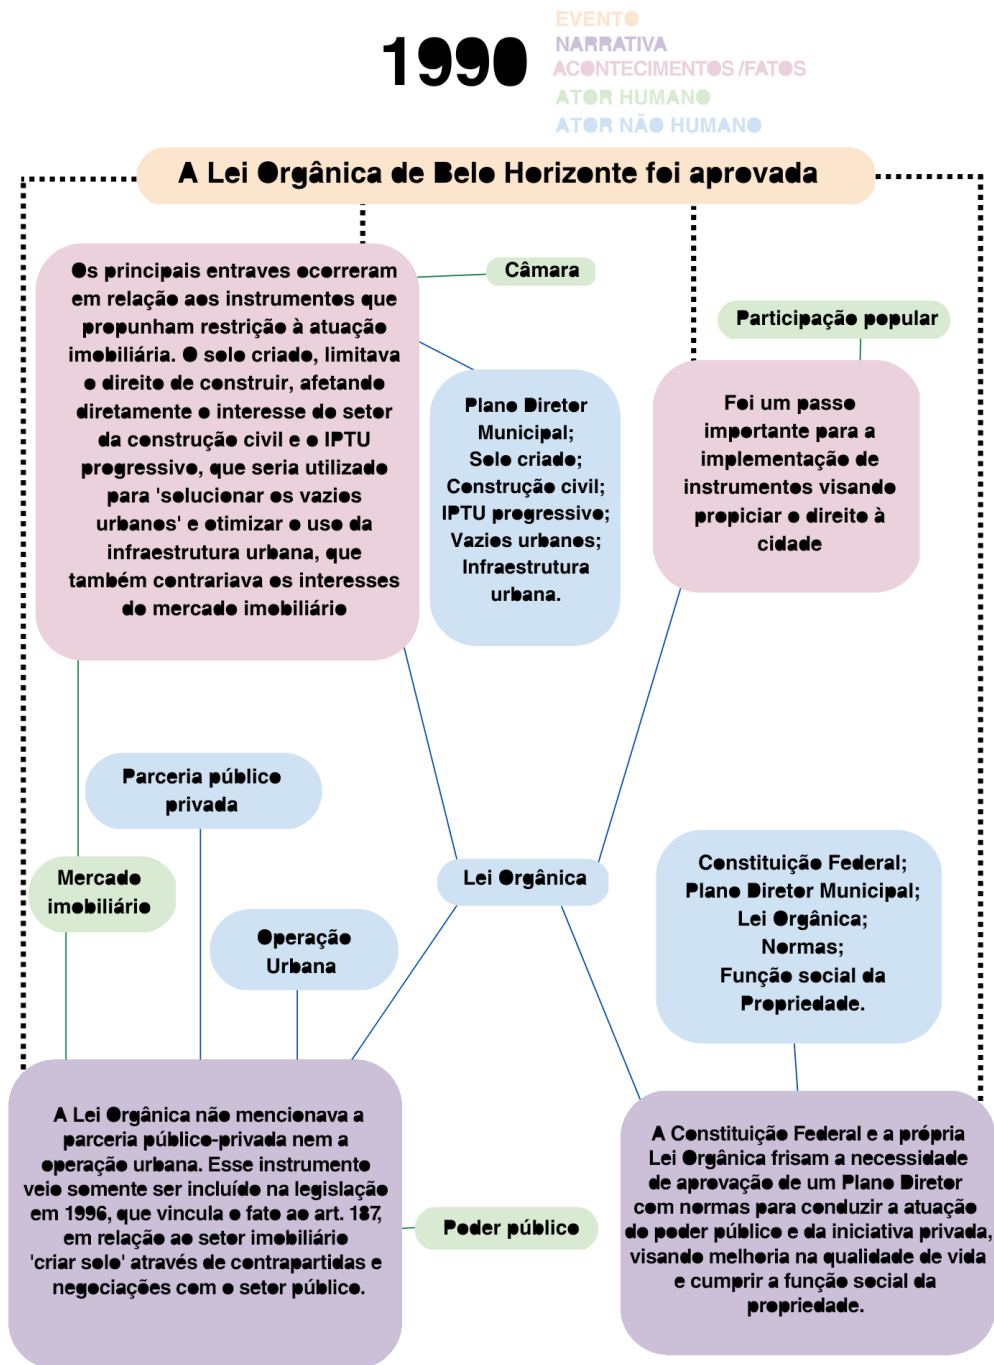 1990
EVENTO
NARRATIVA
ACONTECIMENTOS/FATOS
ATOR HUMANO
ATOR NÃO HUMANO
A Lei Orgânica de Belo Horizonte foi aprovada
Os principais entraves ocorreram
em relação aos instrumentos que
propunham restrição à atuação
imobiliária. O solo criado, limitava
o direito de construir, afetando
diretamente o interesse do setor
da construção civil e o IPTU
progressivo, que seria utilizado
para 'solucionar os vazios
urbanos' e otimizar o uso da
infraestrutura urbana, que
também contrariava os interesses
do mercado imobiliário
Câmara
Plano Diretor
Municipal;
Solo criado;
Construção civil;
IPTU progressivo;
Vazios urbanos;
Infraestrutura
urbana.
Participação popular
Foi um passo
importante para a
implementação de
instrumentos visando
propiciar o direito à
cidade
Parceria público
privada
Mercado
imobiliário
Operação
Urbana
Lei Orgânica
Constituição Federal;
Plano Diretor Municipal;
Lei Orgânica;
Normas;
Função social da
Propriedade.
A Lei Orgânica não mencionava a
parceria público-privada nem a
operação urbana. Esse instrumento
veio somente ser incluído na legislação
em 1996, que vincula o fato ao art. 187,
em relação ao setor imobiliário
'criar solo' através de contrapartidas e
negociações com o setor público.
Poder público
A Constituição Federal e a própria
Lei Orgânica frisam a necessidade
de aprovação de um Plano Diretor
com normas para conduzir a atuação
do poder público e da iniciativa privada,
visando melhoria na qualidade de vida
e cumprir a função social da
propriedade.